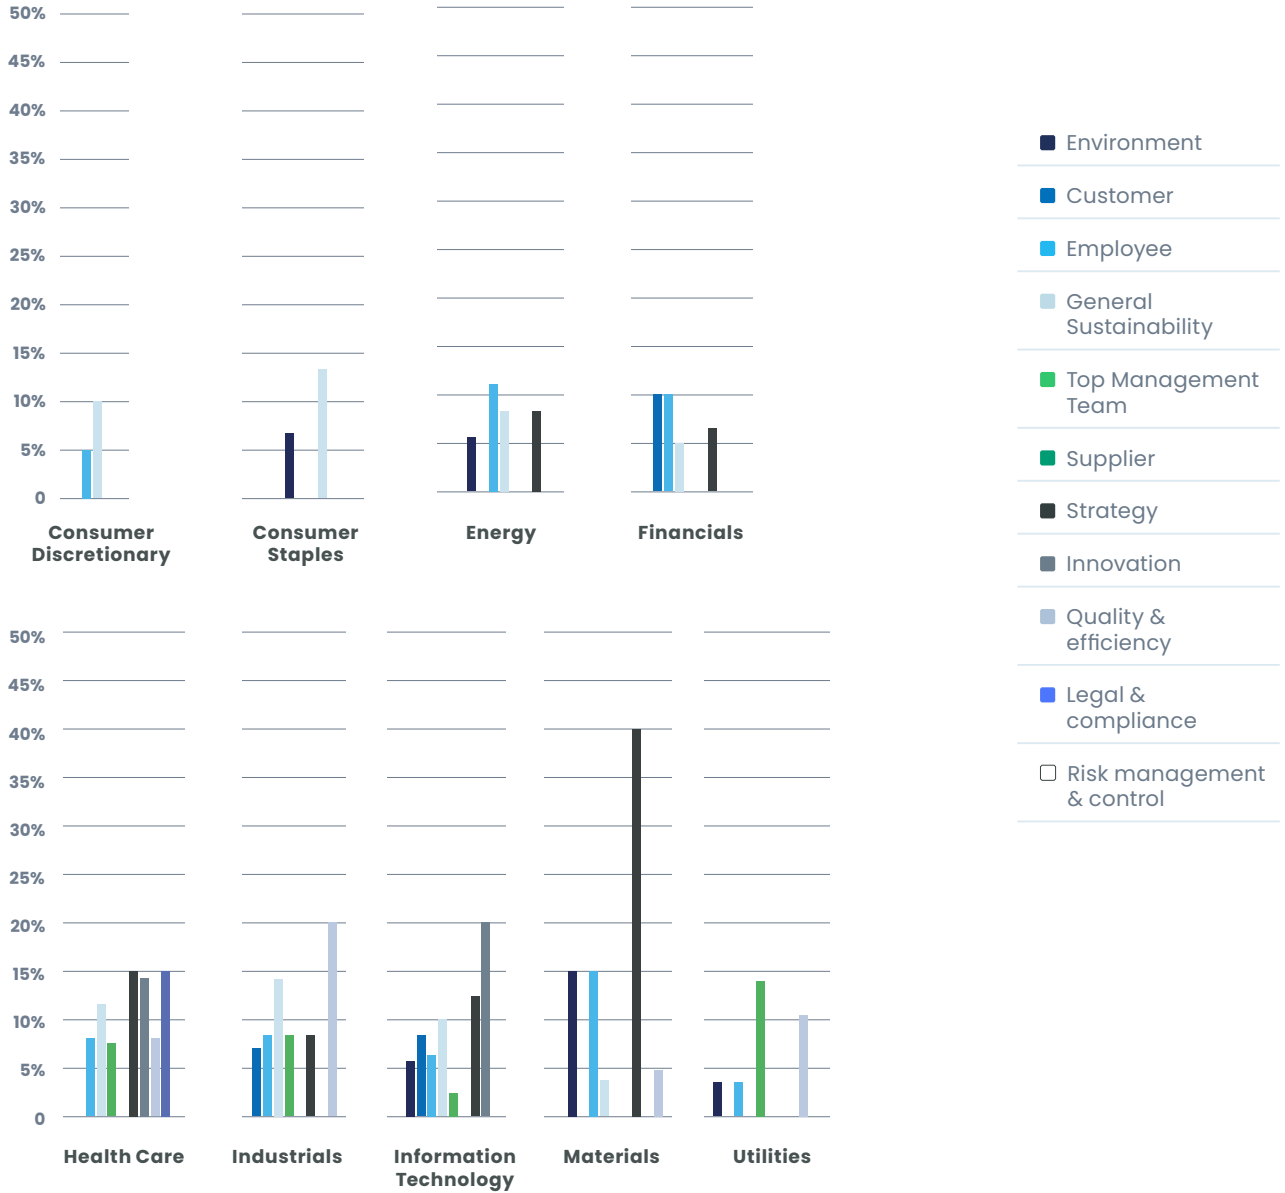 50%
45%
40%
35%
30%
25%
20%
15%
10%
5%
0
Consumer
Discretionary
Consumer
Staples
Energy
Financials
50%
45%
40%
35%
30%
25%
20%
15%
10%
5%
0
Health Care
Industrials
Information
Technology
Materials
Utilities
Environment
Customer
Employee
General
Sustainability
Top Management
Team
Supplier
Strategy
Innovation
Quality &
efficiency
Legal &
compliance
Risk management
& control